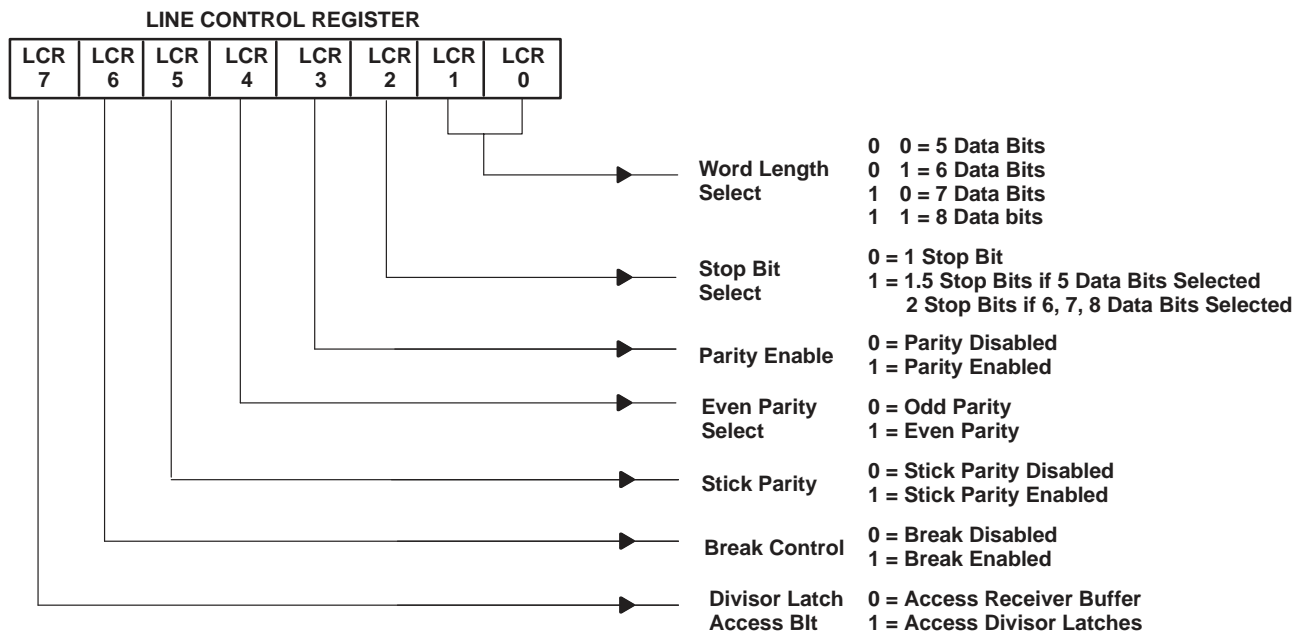 LINE CONTROL REGISTER
LCR LCR LCR LCR LCR LCR LCR LCR
7 6 5 4 3 2 1 0
Word Length
Select
0 0 = 5 Data Bits
0 1 = 6 Data Bits
1 0 = 7 Data Bits
1 1 = 8 Data bits
Stop Bit
Select
0 = 1 Stop Bit
1 = 1.5 Stop Bits if 5 Data Bits Selected
2 Stop Bits if 6, 7, 8 Data Bits Selected
Parity Enable
0 = Parity Disabled
1 = Parity Enabled
Even Parity
Select
0 = Odd Parity
1 = Even Parity
Stick Parity
0 = Stick Parity Disabled
1 = Stick Parity Enabled
Break Control
0 = Break Disabled
1 = Break Enabled
Divisor Latch
Access BIt
0 = Access Receiver Buffer
1 = Access Divisor Latches